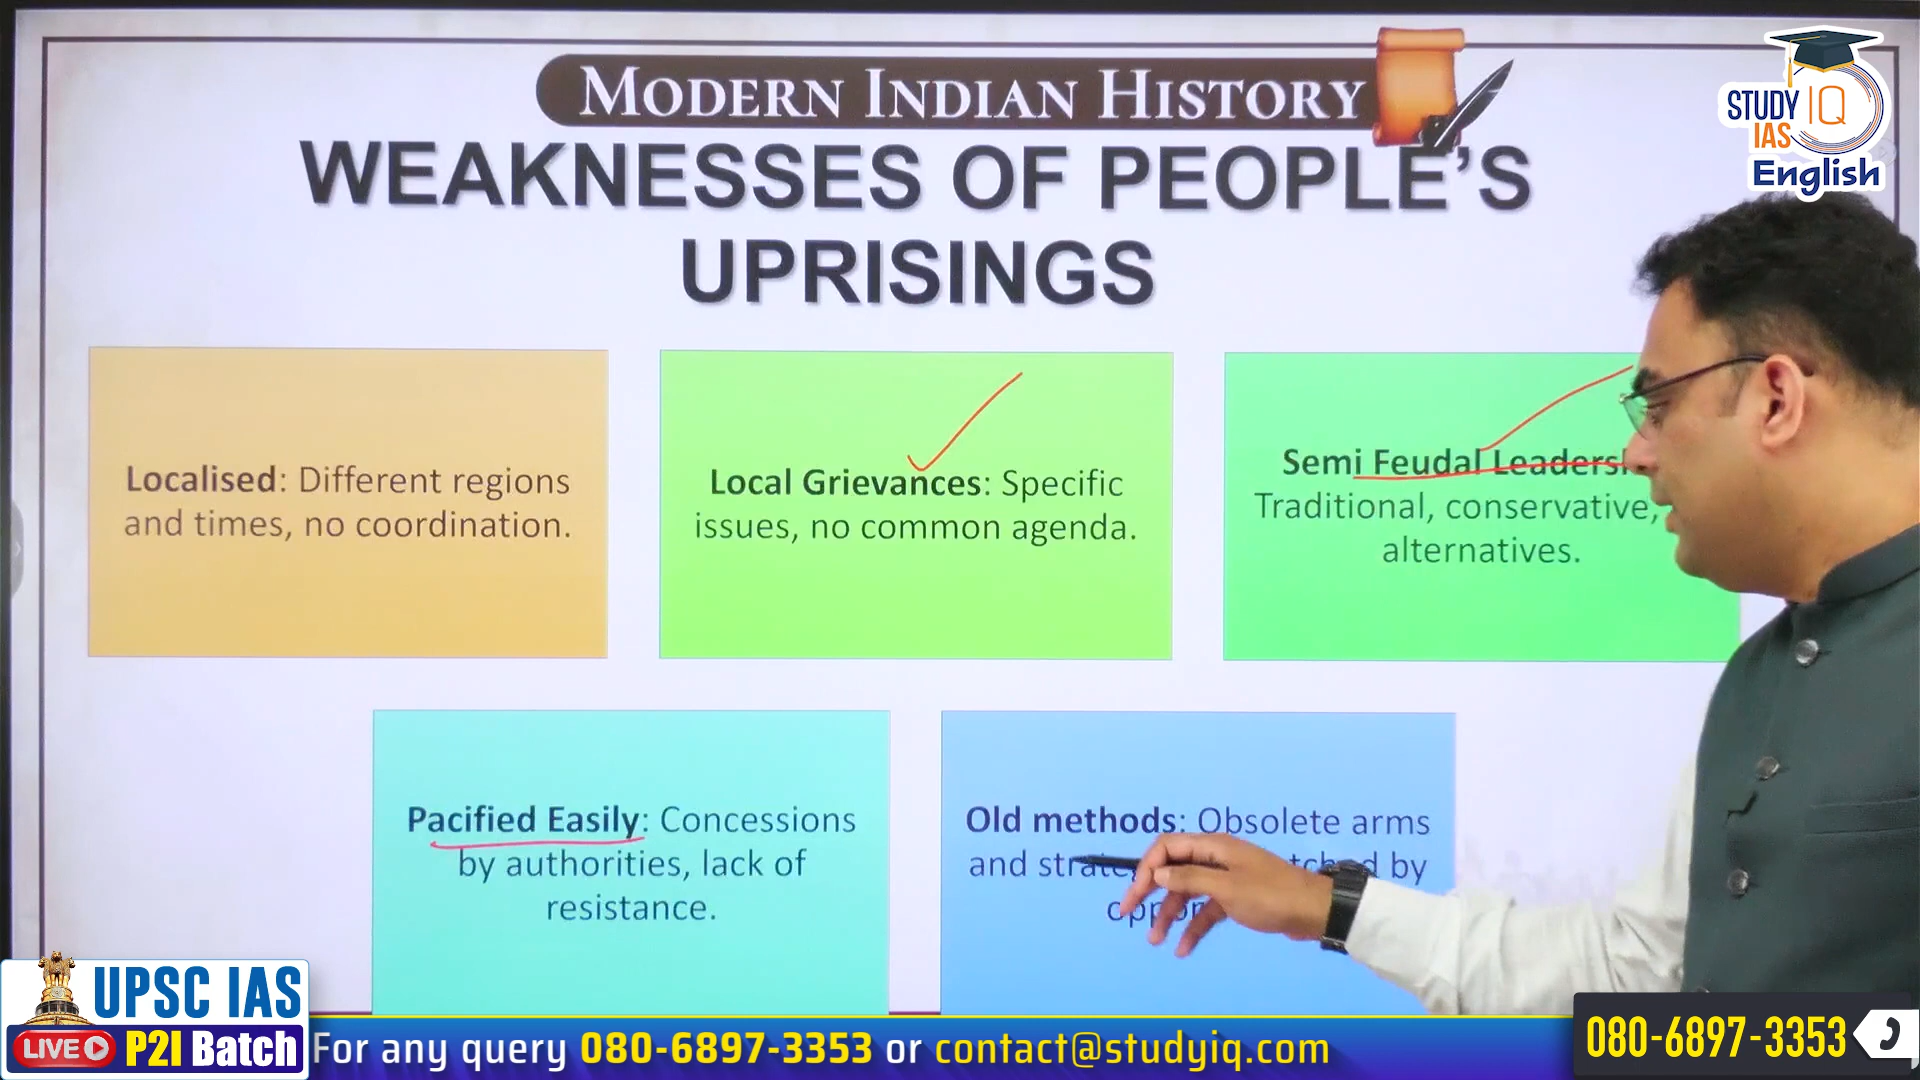 MODERN INDIAN HISTORY
STUDY IQ
IAS
English
WEAKNESSES OF PEOPLE'S
UPRISINGS
Localised: Different regions
and times, no coordination.
Local Grievances: Specific
issues, no common agenda.
Semi Feudal
Traditional, conservative,
alternatives.
Pacified Easily: Concessions
by authorities, lack of
resistance.
Old methods: Obsolete arms
and by
UPSC IAS
LIVE P2I Batch
For any query 080-6897-3353 or contact@studyiq.com
080-6897-3353